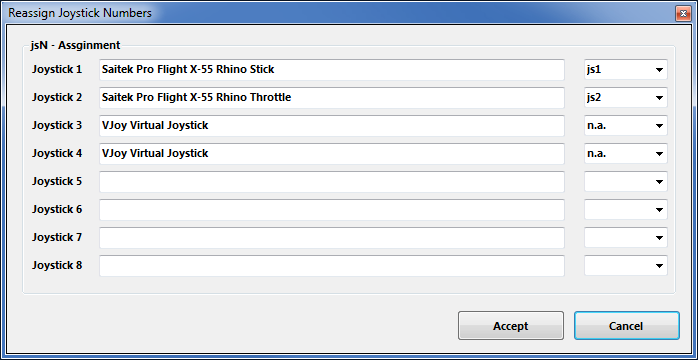 Reassign Joystick Numbers
jsN - Assginment
Joystick 1 Saitek Pro Flight X-55 Rhino Stick js1
Joystick 2 Saitek Pro Flight X-55 Rhino Throttle js2
Joystick 3 VJoy Virtual Joystick n.a.
Joystick 4 VJoy Virtual Joystick n.a.
Joystick 5
Joystick 6
Joystick 7
Joystick 8
Accept Cancel